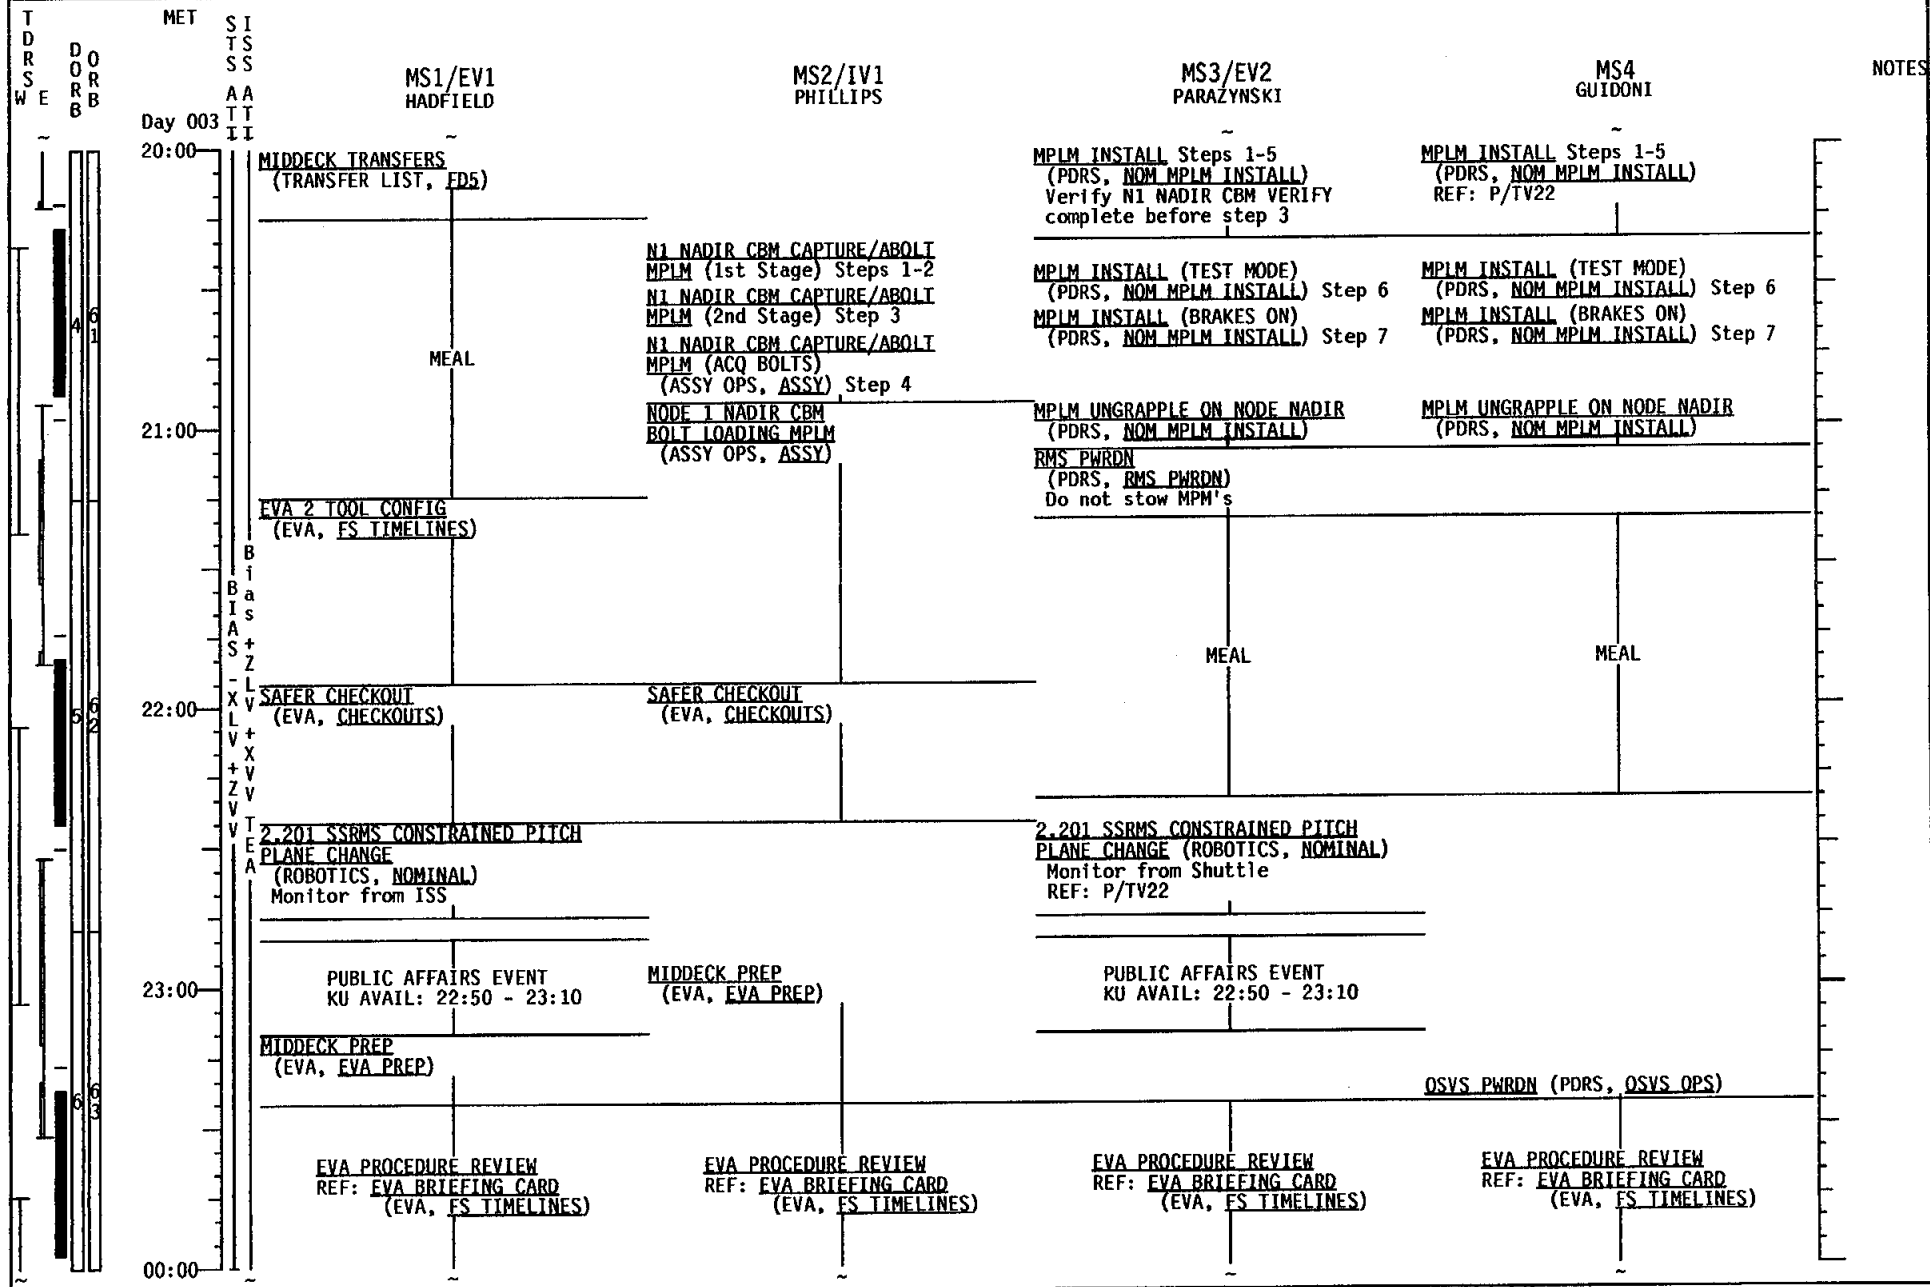 TDRS
W E
DORB
ORB
MET
STS ATT
ISS ATT
MS1/EV1
HADFIELD
MS2/IV1
PHILLIPS
MS3/EV2
PARAZYNSKI
MS4
GUIDONI
NOTES
Day 003
20:00
21:00
22:00
23:00
00:00
4
5
6
61
62
63
BIAS -XLV +ZVV
Bias +ZLV +XVV TEA
MIDDECK TRANSFERS
(TRANSFER LIST, FD5)
MEAL
EVA 2 TOOL CONFIG
(EVA, FS TIMELINES)
SAFER CHECKOUT
(EVA, CHECKOUTS)
2.201 SSRMS CONSTRAINED PITCH
PLANE CHANGE
(ROBOTICS, NOMINAL)
Monitor from ISS
PUBLIC AFFAIRS EVENT
KU AVAIL: 22:50 - 23:10
MIDDECK PREP
(EVA, EVA PREP)
EVA PROCEDURE REVIEW
REF: EVA BRIEFING CARD
(EVA, FS TIMELINES)
N1 NADIR CBM CAPTURE/ABOLT
MPLM (1st Stage) Steps 1-2
N1 NADIR CBM CAPTURE/ABOLT
MPLM (2nd Stage) Step 3
N1 NADIR CBM CAPTURE/ABOLT
MPLM (ACQ BOLTS)
(ASSY OPS, ASSY) Step 4
NODE 1 NADIR CBM
BOLT LOADING MPLM
(ASSY OPS, ASSY)
SAFER CHECKOUT
(EVA, CHECKOUTS)
MIDDECK PREP
(EVA, EVA PREP)
EVA PROCEDURE REVIEW
REF: EVA BRIEFING CARD
(EVA, FS TIMELINES)
MPLM INSTALL Steps 1-5
(PDRS, NOM MPLM INSTALL)
Verify N1 NADIR CBM VERIFY
complete before step 3
MPLM INSTALL (TEST MODE)
(PDRS, NOM MPLM INSTALL) Step 6
MPLM INSTALL (BRAKES ON)
(PDRS, NOM MPLM INSTALL) Step 7
MPLM UNGRAPPLE ON NODE NADIR
(PDRS, NOM MPLM INSTALL)
RMS PWRDN
(PDRS, RMS PWRDN)
Do not stow MPM's
MEAL
2.201 SSRMS CONSTRAINED PITCH
PLANE CHANGE (ROBOTICS, NOMINAL)
Monitor from Shuttle
REF: P/TV22
PUBLIC AFFAIRS EVENT
KU AVAIL: 22:50 - 23:10
EVA PROCEDURE REVIEW
REF: EVA BRIEFING CARD
(EVA, FS TIMELINES)
MPLM INSTALL Steps 1-5
(PDRS, NOM MPLM INSTALL)
REF: P/TV22
MPLM INSTALL (TEST MODE)
(PDRS, NOM MPLM INSTALL) Step 6
MPLM INSTALL (BRAKES ON)
(PDRS, NOM MPLM INSTALL) Step 7
MPLM UNGRAPPLE ON NODE NADIR
(PDRS, NOM MPLM INSTALL)
MEAL
OSVS PWRDN (PDRS, OSVS OPS)
EVA PROCEDURE REVIEW
REF: EVA BRIEFING CARD
(EVA, FS TIMELINES)